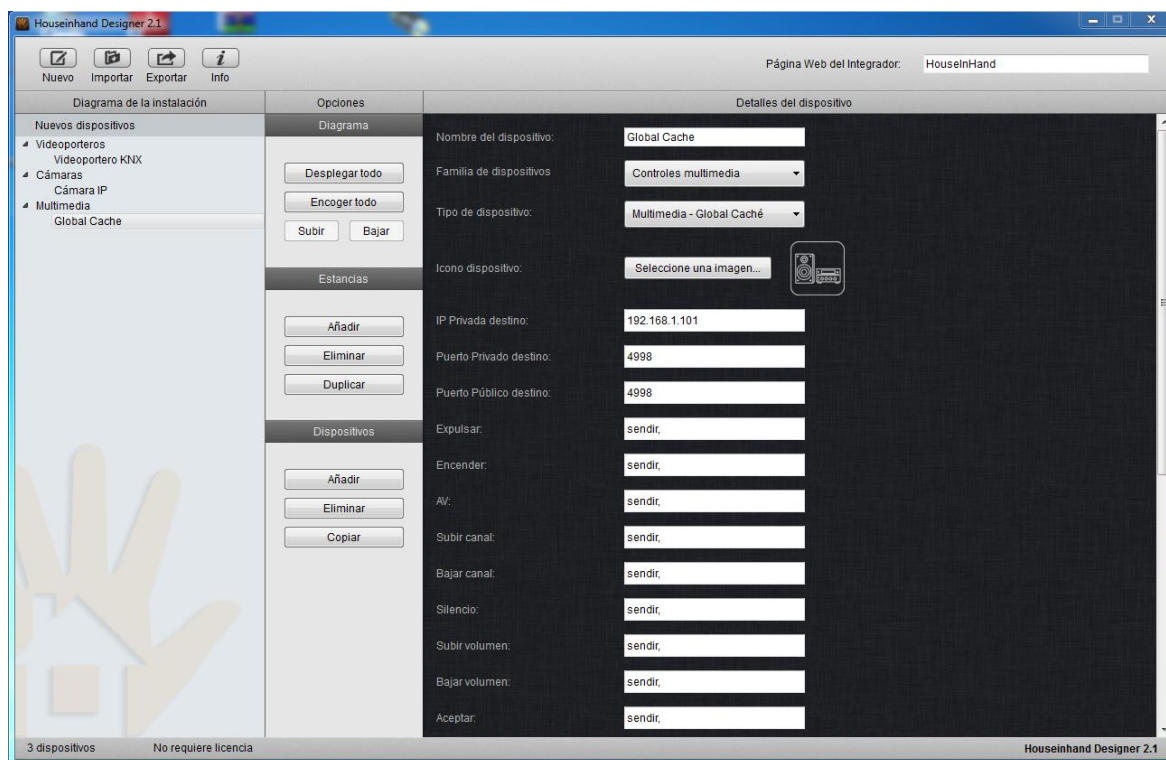 Houseinhand Designer 2.1
Nuevo Importar Exportar Info
Página Web del Integrador: HouseInHand
Diagrama de la instalación
Opciones
Detalles del dispositivo
Nuevos dispositivos
Videoporteros
Videoportero KNX
Cámaras
Cámara IP
Multimedia
Global Cache
Diagrama
Desplegar todo
Encoger todo
Subir Bajar
Estancias
Añadir
Eliminar
Duplicar
Dispositivos
Añadir
Eliminar
Copiar
Nombre del dispositivo: Global Cache
Familia de dispositivos Controles multimedia
Tipo de dispositivo: Multimedia - Global Caché
Icono dispositivo: Seleccione una imagen...
IP Privada destino: 192.168.1.101
Puerto Privado destino: 4998
Puerto Público destino: 4998
Expulsar: sendir,
Encender: sendir,
AV: sendir,
Subir canal: sendir,
Bajar canal: sendir,
Silencio: sendir,
Subir volumen: sendir,
Bajar volumen: sendir,
Aceptar: sendir,
3 dispositivos No requiere licencia Houseinhand Designer 2.1